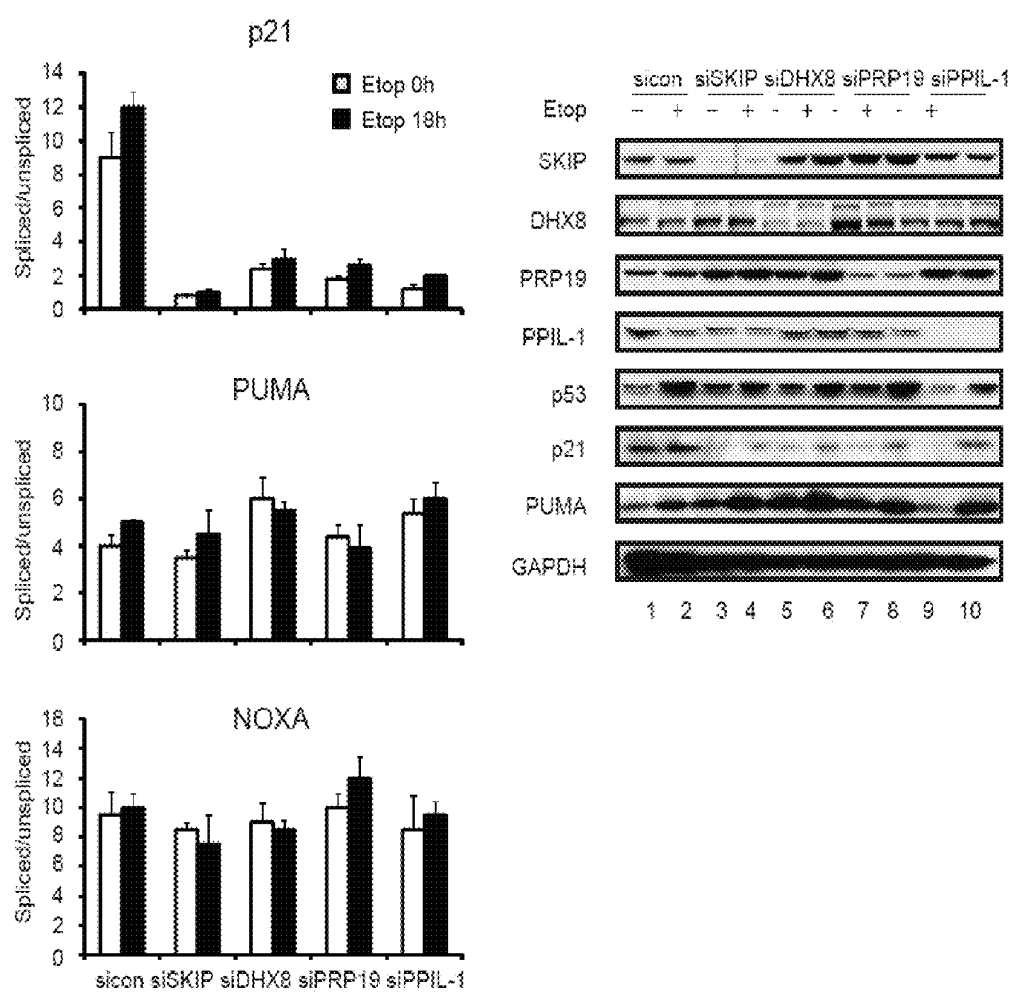 p21
Spliced/unspliced
14
12
10
8
6
4
2
0
Etop 0h
Etop 18h
PUMA
Spliced/unspliced
10
8
6
4
2
0
NOXA
Spliced/unspliced
18
14
12
10
8
6
4
2
0
sicon siSKIP siDHX8 siPRP19 siPPIL-1
sicon siSKIP siDHX8 siPRP19 siPPIL-1
Etop − + − + - + - + - +
SKIP
DHX8
PRP19
PPIL-1
p53
p21
PUMA
GAPDH
1 2 3 4 5 6 7 8 9 10